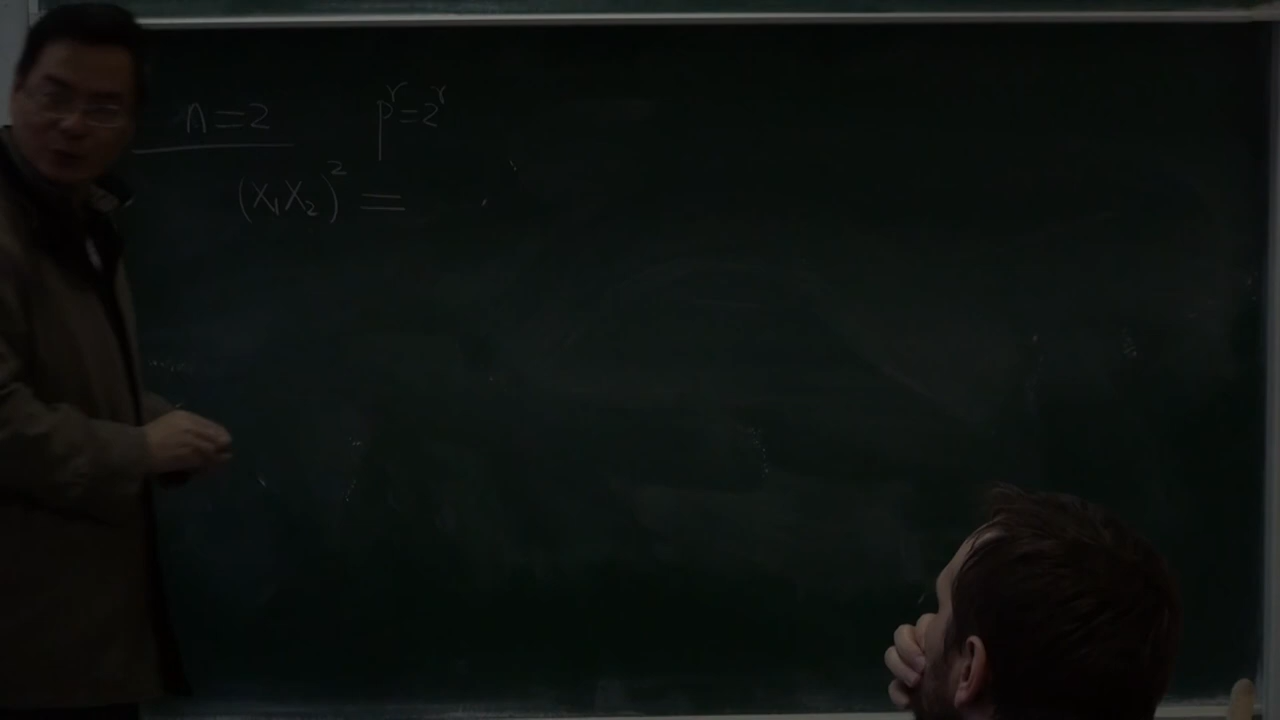 n=2 p^r=2^r
(X₁X₂)² =